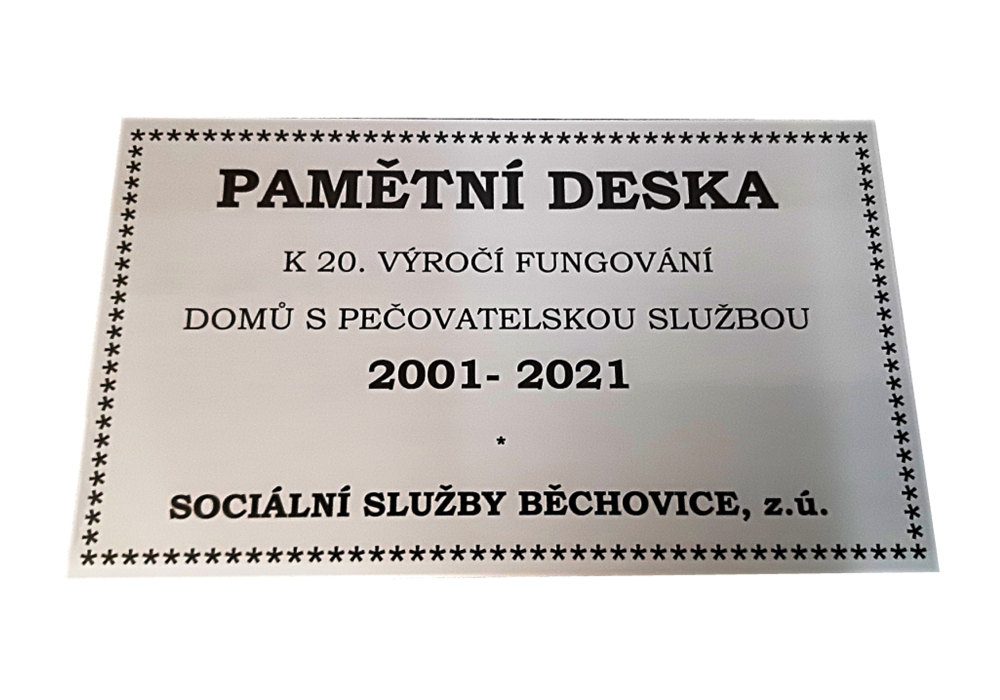 PAMĚTNÍ DESKA
K 20. VÝROČÍ FUNGOVÁNÍ
DOMŮ S PEČOVATELSKOU SLUŽBOU
2001- 2021
*
SOCIÁLNÍ SLUŽBY BĚCHOVICE, z.ú.